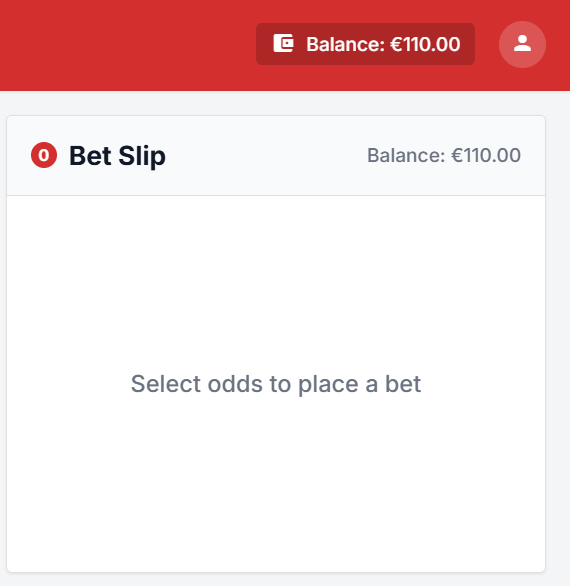 Balance: €110.00
0 Bet Slip Balance: €110.00
Select odds to place a bet